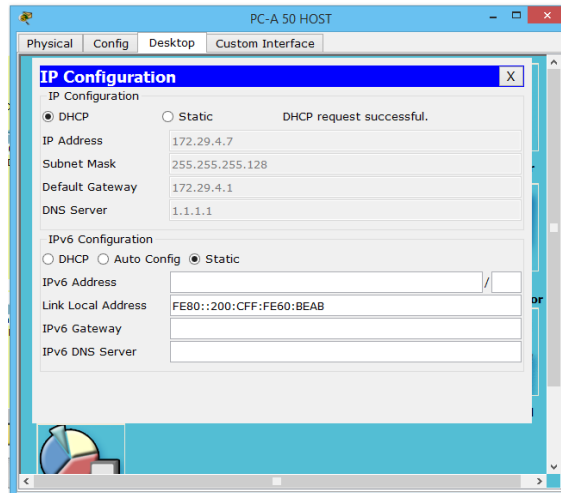 PC-A 50 HOST
Physical Config Desktop Custom Interface
IP Configuration X
IP Configuration
DHCP Static DHCP request successful.
IP Address 172.29.4.7
Subnet Mask 255.255.255.128
Default Gateway 172.29.4.1
DNS Server 1.1.1.1
IPv6 Configuration
DHCP Auto Config Static
IPv6 Address /
Link Local Address FE80::200:CFF:FE60:BEAB
IPv6 Gateway
IPv6 DNS Server